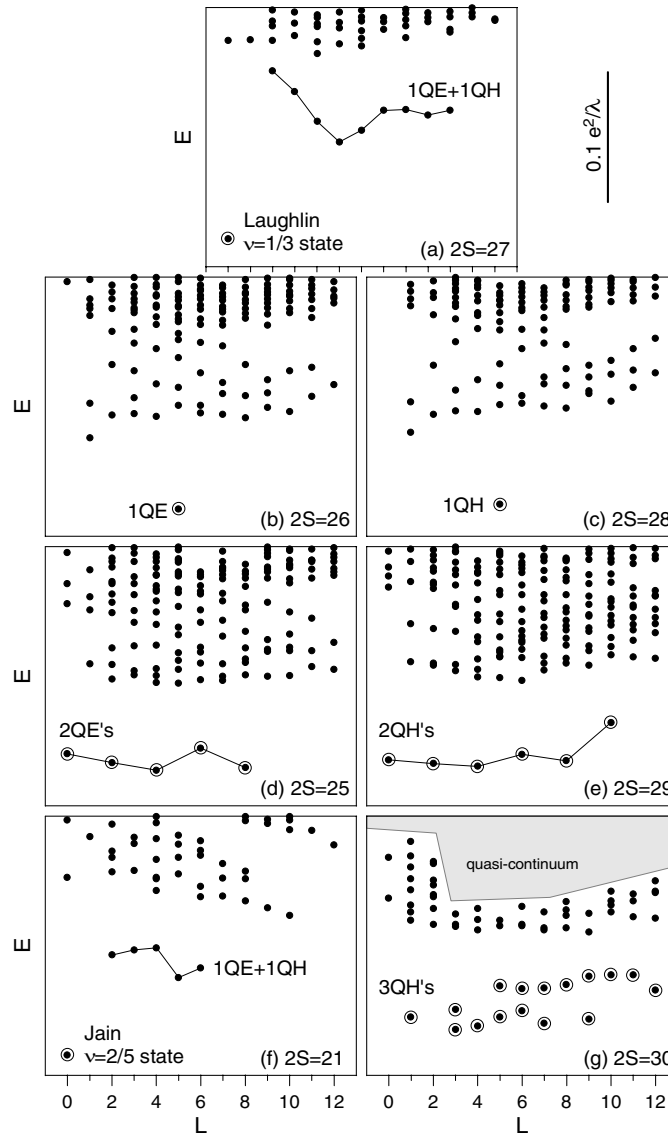 E
1QE+1QH
0.1 e²/λ
Laughlin
ν=1/3 state
(a) 2S=27
E
1QE
(b) 2S=26
1QH
(c) 2S=28
E
2QE's
(d) 2S=25
2QH's
(e) 2S=29
E
1QE+1QH
Jain
ν=2/5 state
(f) 2S=21
quasi-continuum
3QH's
(g) 2S=30
0 2 4 6 8 10 12
0 2 4 6 8 10 12
L
L